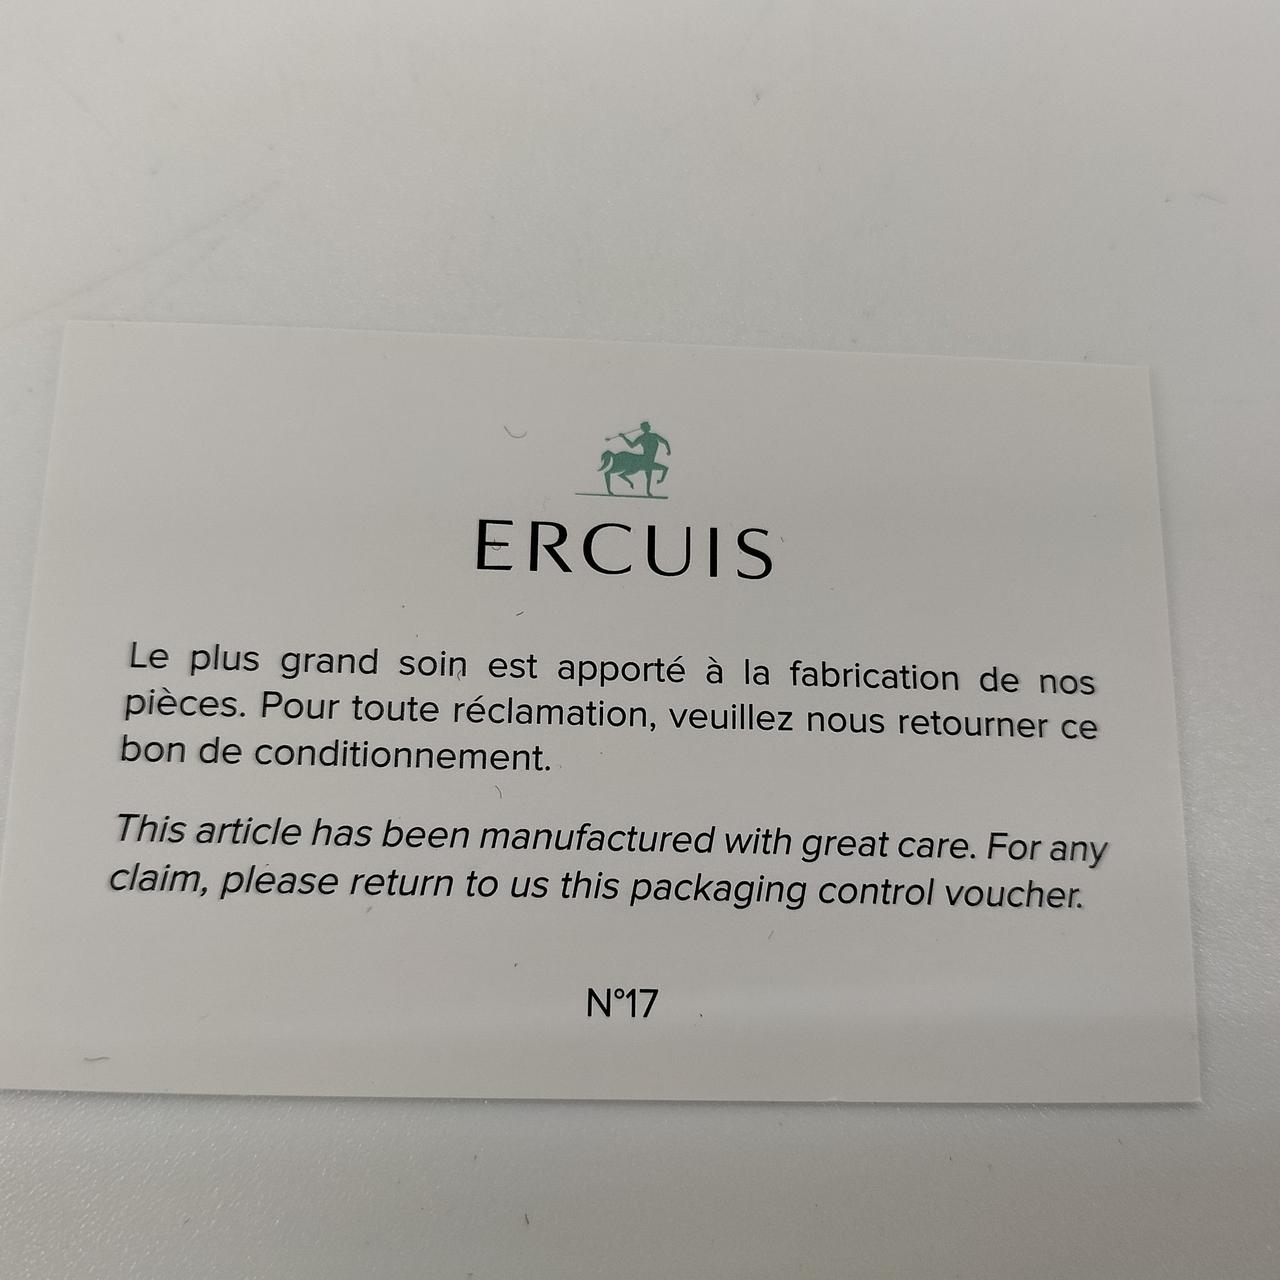 ERCUIS
Le plus grand soin est apporté à la fabrication de nos
pièces. Pour toute réclamation, veuillez nous retourner ce
bon de conditionnement.
This article has been manufactured with great care. For any
claim, please return to us this packaging control voucher.
N°17